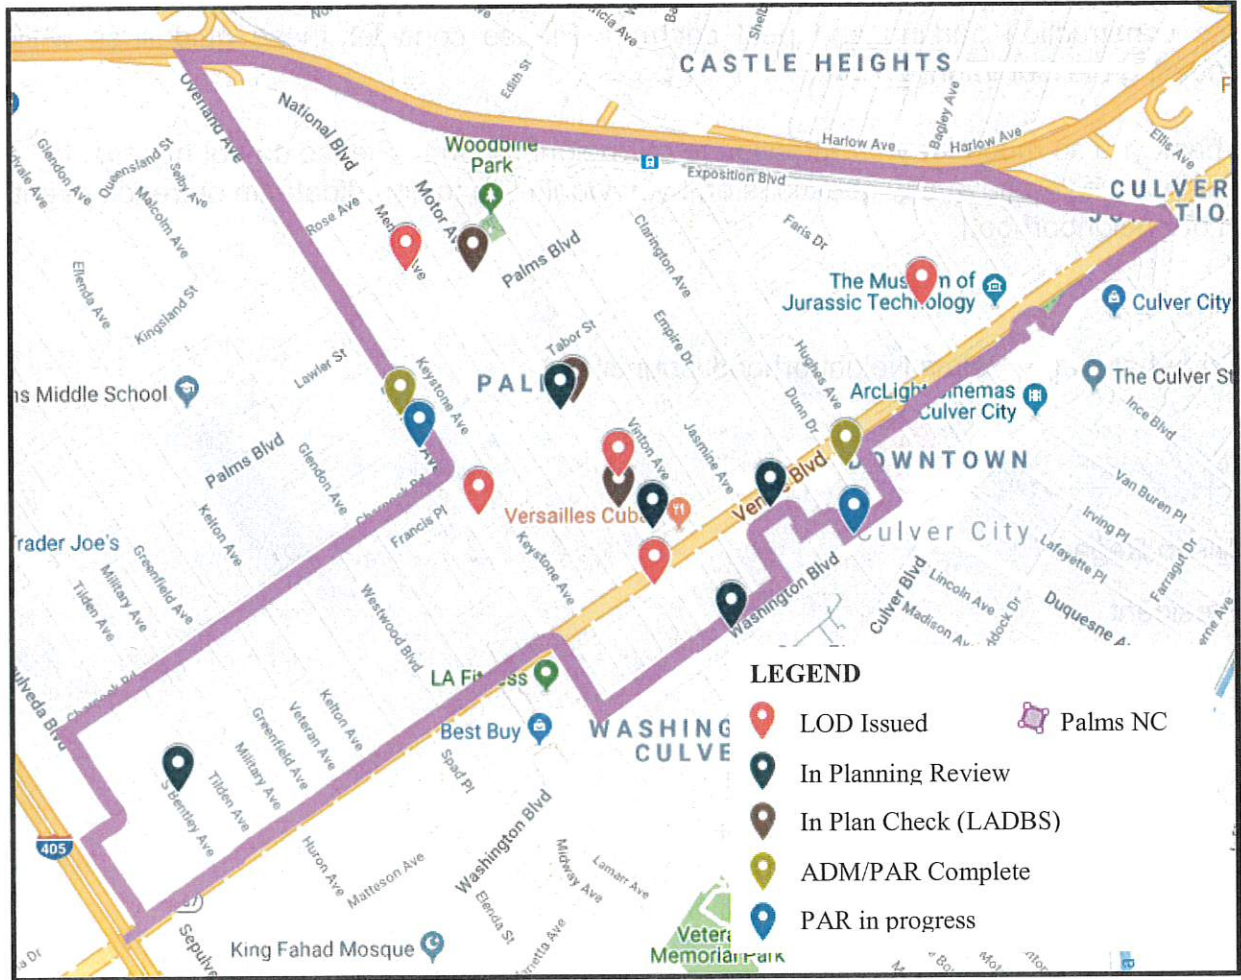 Edith St
CASTLE HEIGHTS
Overland Ave
National Blvd
Bagley Ave
Harlow Ave
Harlow Ave
Ellis Ave
Glendon Ave
Queensland St
Selby Ave
Malcolm Ave
Woodbine
Park
Exposition Blvd
CULVER
Rose Ave
Motor
Palms Blvd
Clarington Ave
Faris Dr
Ellenda Ave
Kingsland St
The Museum of
Jurassic Technology
Culver City
Tabor St
Empire Dr
Hughes Ave
Lawler St
Keystone Ave
Dunn Dr
ArcLight Cinemas
Culver City
The Culver St
ns Middle School
Ince Blvd
Palms Blvd
Glendon Ave
Vinton Ave
Jasmine Ave
DOWNTOWN
Van Buren Pl
Kelton Ave
Francis Pl
Versailles Cuba
Culver City
Irving Pl
Trader Joe's
Greenfield Ave
Military Ave
Tilden Ave
Keystone Ave
Washington Blvd
Culver Blvd
Lafayette Pl
Farragut Dr
Lincoln Ave
Madison Av
Duquesne A
Westwood Blvd
LA Fitness
LEGEND
LOD Issued
Palms NC
In Planning Review
In Plan Check (LADBS)
ADM/PAR Complete
PAR in progress
Kelton Ave
Veteran Ave
Greenfield Ave
Military Ave
Tilden Ave
S Bentley Ave
Best Buy
WASHING
CULVE
Spad Pl
Washington Blvd
405
Huron Ave
Matteson Ave
Midway Ave
Lamarr Ave
Elenda St
King Fahad Mosque
Sepulve
Vetera
Memorial Park